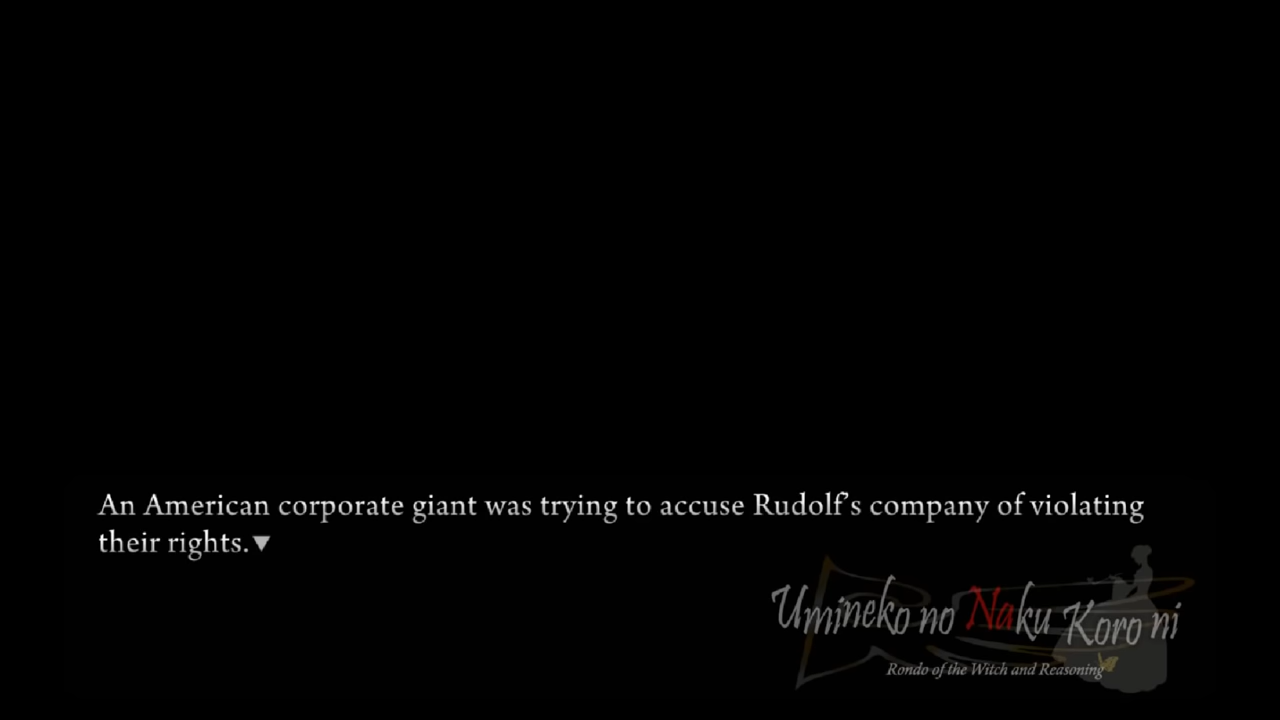 An American corporate giant was trying to accuse Rudolf's company of violating
their rights.▼
Umineko no Naku Koro ni
Rondo of the Witch and Reasoning